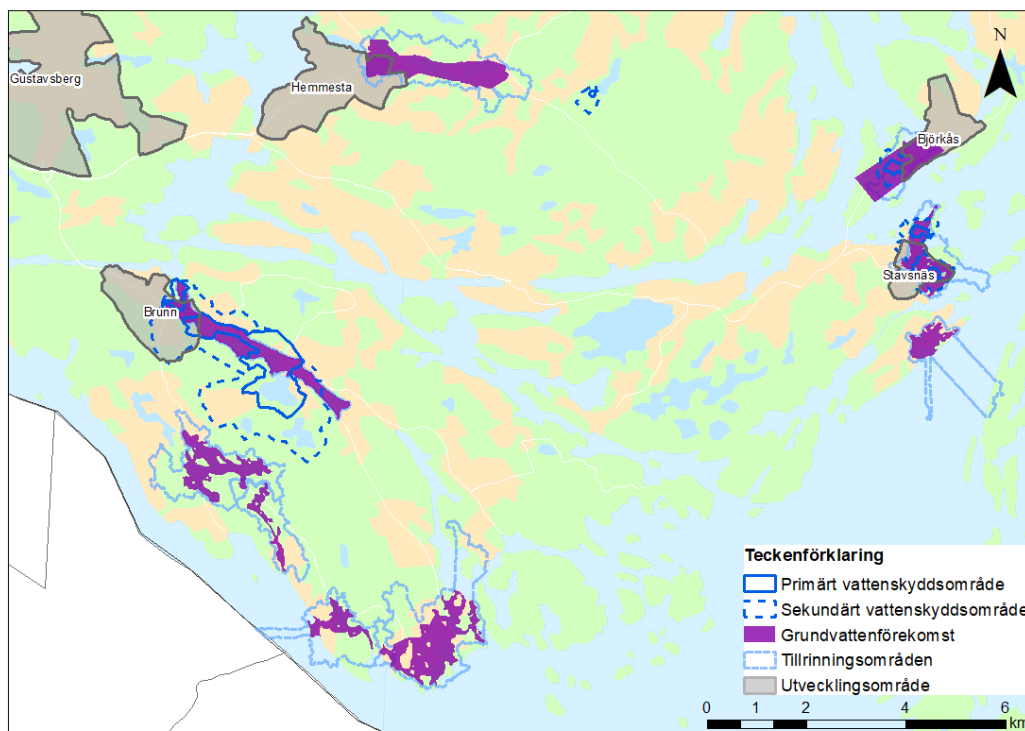 N
Gustavsberg
Hemmesta
Björkås
Stavsnäs
Brunn
Teckenförklaring
Primärt vattenskyddsområde
Sekundärt vattenskyddsområde
Grundvattenförekomst
Tillrinningsområden
Utvecklingsområde
0 1 2 4 6
km